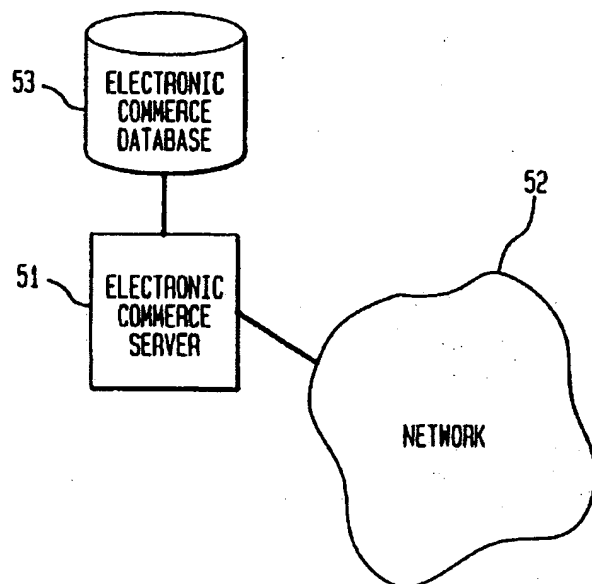 53
ELECTRONIC
COMMERCE
DATABASE
52
51
ELECTRONIC
COMMERCE
SERVER
NETWORK